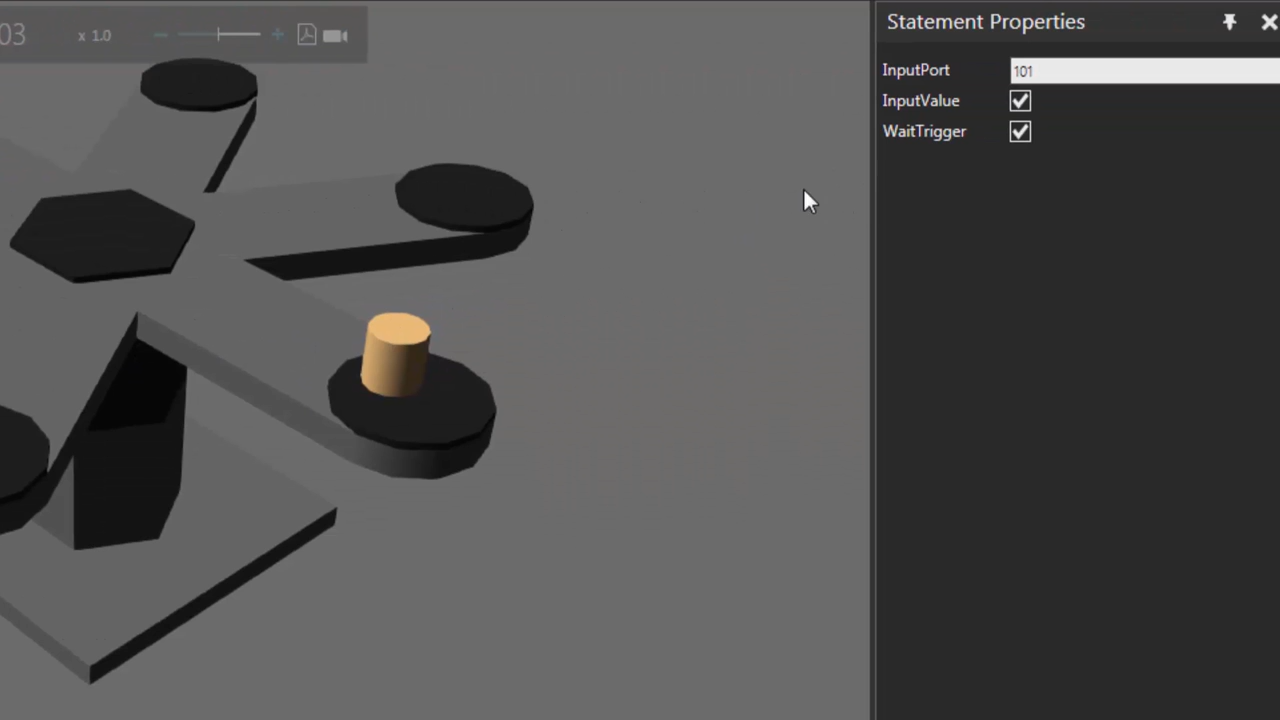 03 x 1.0
Statement Properties
InputPort 101
InputValue
WaitTrigger